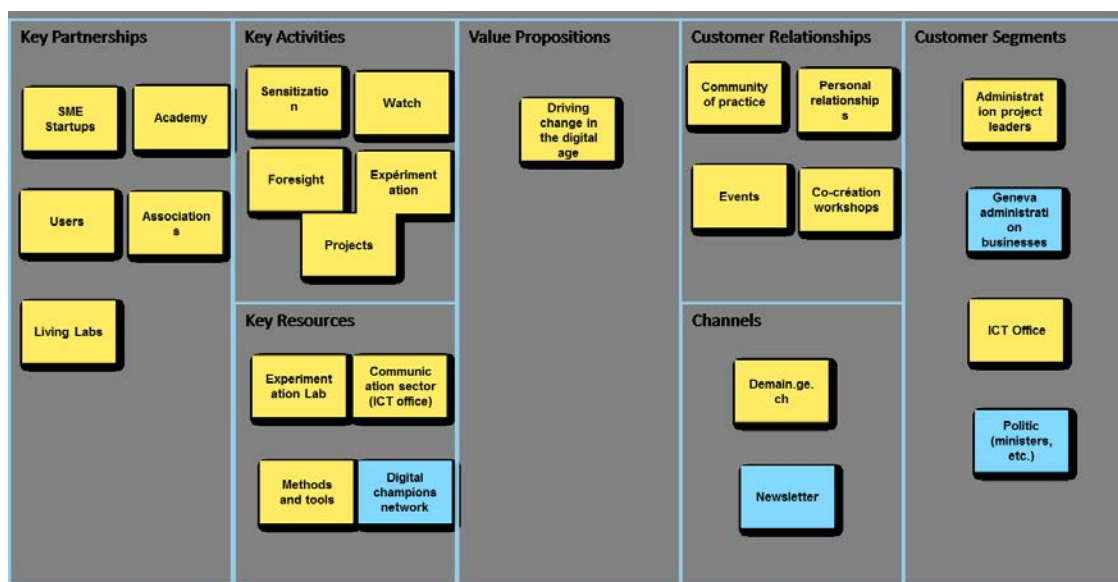 Key Partnerships
SME
Startups
Academy
Users
Association
s
Living Labs
Key Activities
Sensitizatio
n
Watch
Foresight
Expériment
ation
Projects
Key Resources
Experiment
ation Lab
Communic
ation sector
(ICT office)
Methods
and tools
Digital
champions
network
Value Propositions
Driving
change in
the digital
age
Customer Relationships
Community
of practice
Personal
relationship
s
Events
Co-création
workshops
Channels
Demain.ge.
ch
Newsletter
Customer Segments
Administrat
ion project
leaders
Geneva
administrati
on
businesses
ICT Office
Politic
(ministers,
etc.)